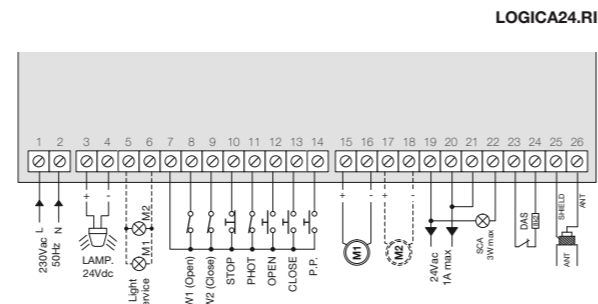 LOGICA24.RI
1 2 3 4 5 6 7 8 9 10 11 12 13 14 15 16 17 18 19 20 21 22 23 24 25 26
+ - + - + -
230Vac L
50Hz N
LAMP.
24Vdc
M1 M2
Light
ervice
W1 (Open)
W2 (Close)
STOP
PHOT
OPEN
CLOSE
P.P.
M1
M2
24Vac
1A max
SCA
3W max
DAS
8K2
SHIELD
ANT
ANT